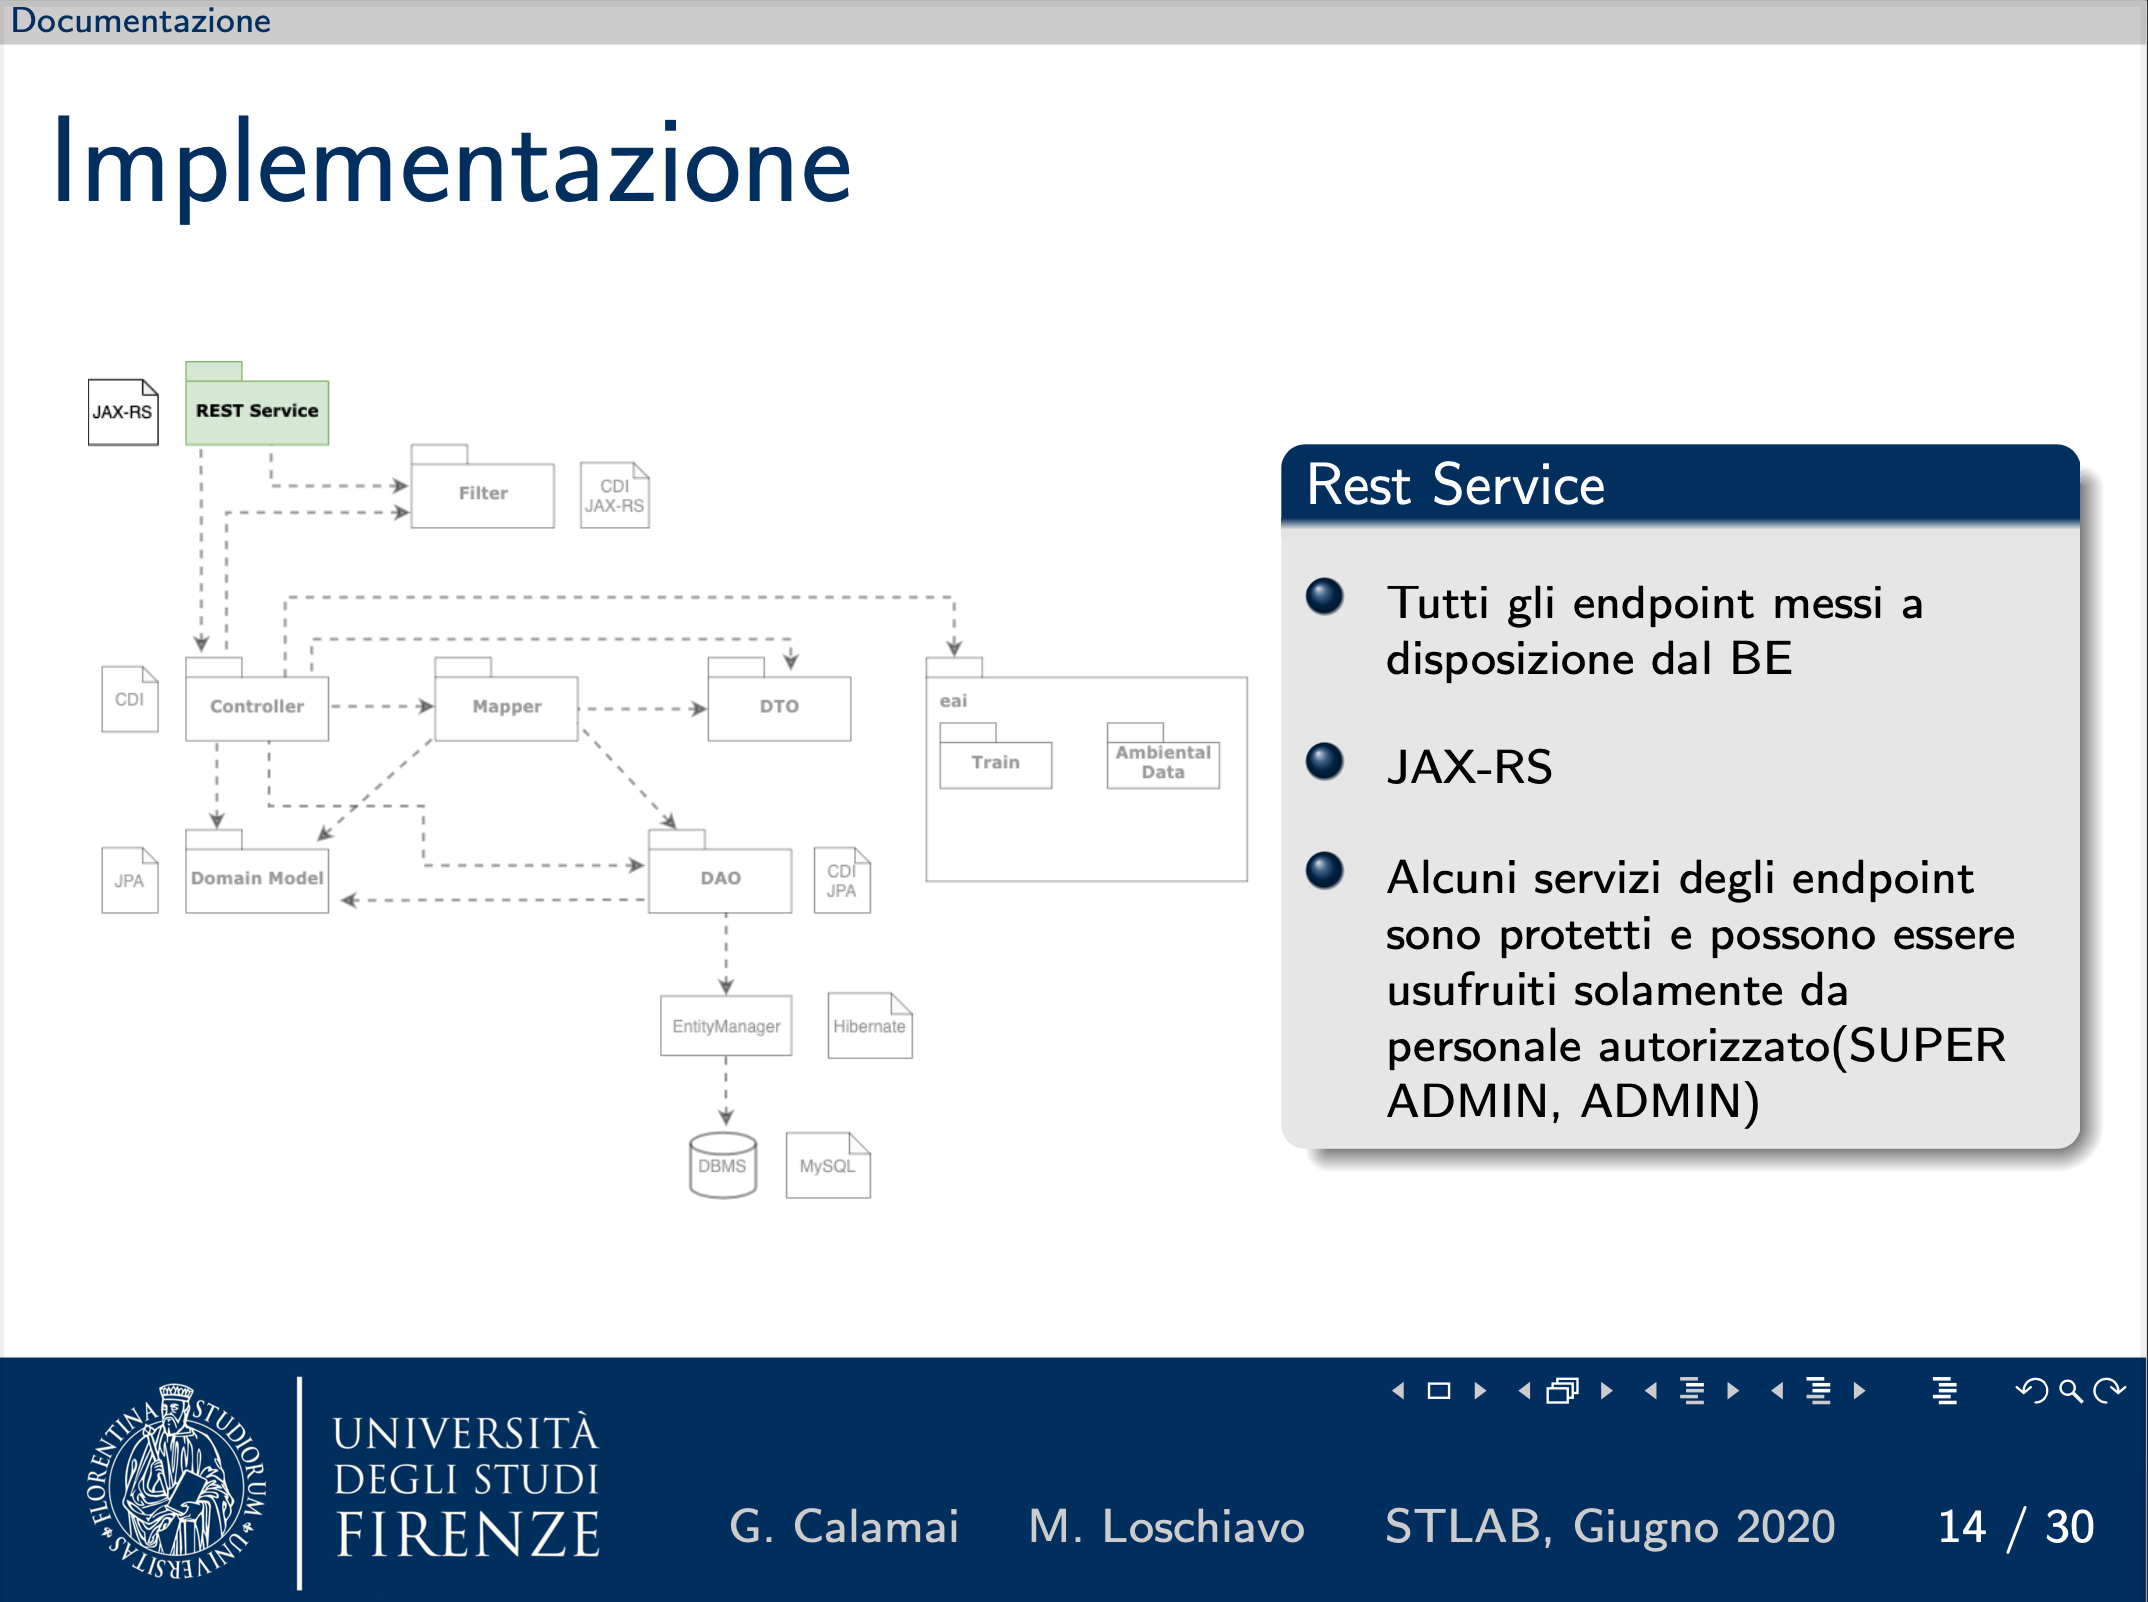 Documentazione
Implementazione
JAX-RS
REST Service
Filter
CDI
JAX-RS
CDI
Controller
Mapper
DTO
eai
Train
Ambiental
Data
JPA
Domain Model
DAO
CDI
JPA
EntityManager
Hibernate
DBMS
MySQL
Rest Service
Tutti gli endpoint messi a
disposizione dal BE
JAX-RS
Alcuni servizi degli endpoint
sono protetti e possono essere
usufruiti solamente da
personale autorizzato(SUPER
ADMIN, ADMIN)
FLORENTINA STUDIORUM UNIVERSITAS
UNIVERSITÀ
DEGLI STUDI
FIRENZE
G. Calamai M. Loschiavo STLAB, Giugno 2020 14 / 30